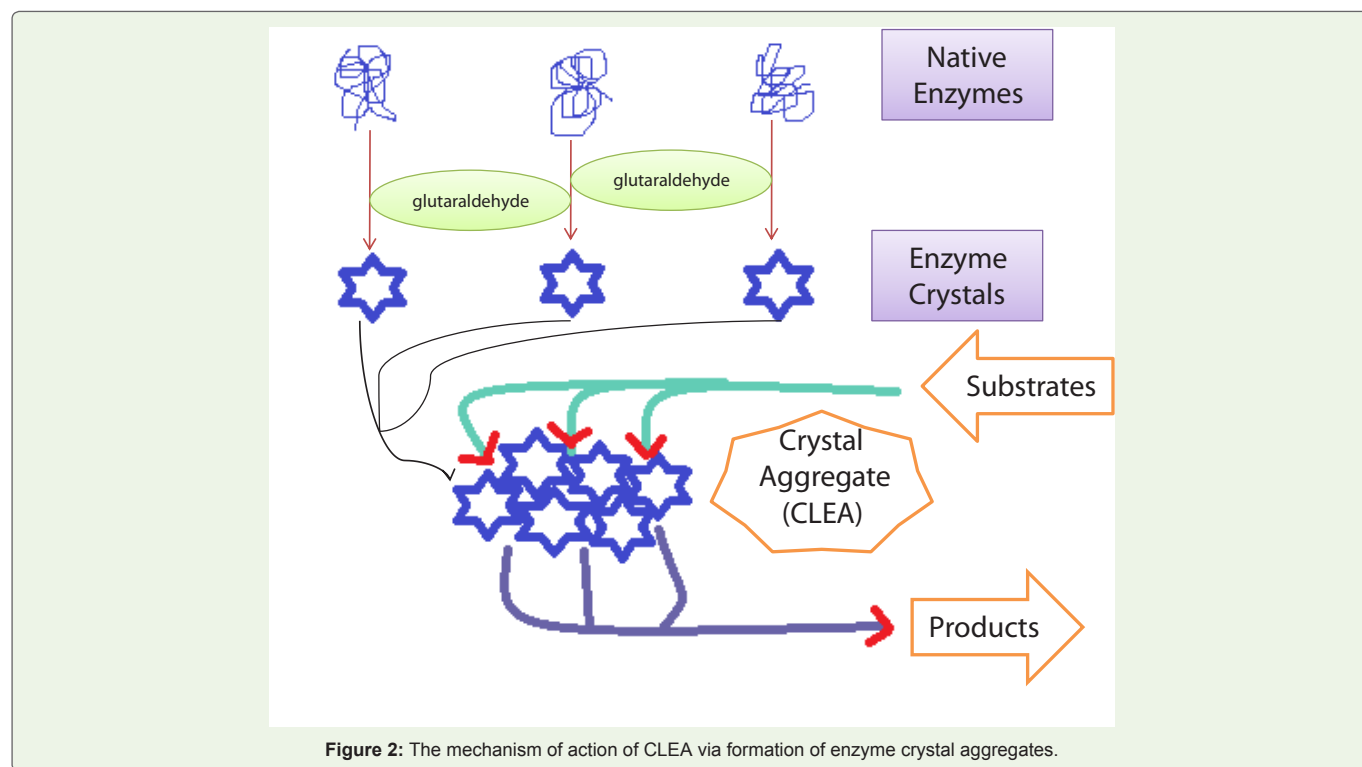 Native
Enzymes
glutaraldehyde
glutaraldehyde
Enzyme
Crystals
Substrates
Crystal
Aggregate
(CLEA)
Products
Figure 2: The mechanism of action of CLEA via formation of enzyme crystal aggregates.